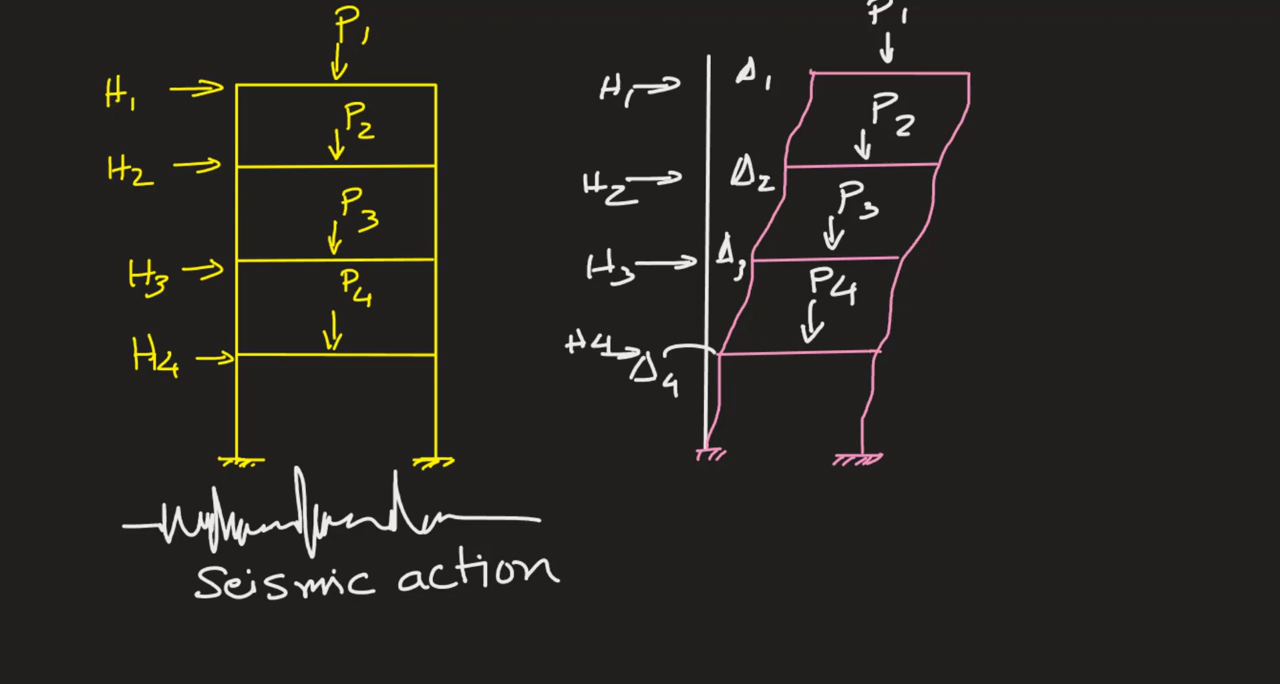 P1
H1
P2
H2
P3
H3
P4
H4
Seismic action
P1
H1 Δ1
P2
H2 Δ2
P3
H3 Δ3
P4
H4
Δ4